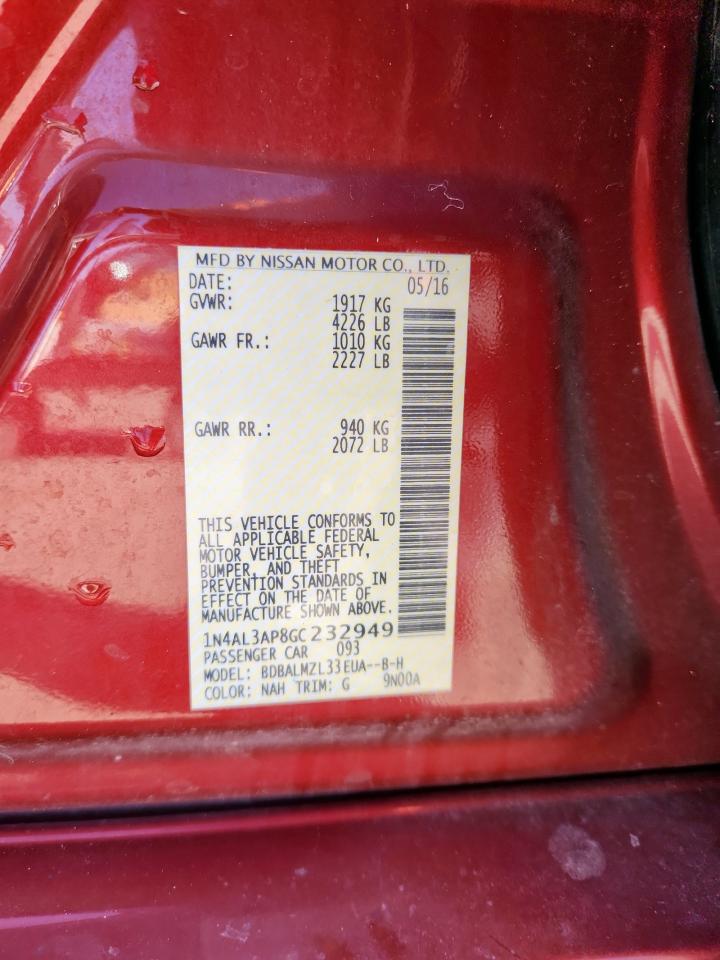 MFD BY NISSAN MOTOR CO., LTD.
DATE: 05/16
GVWR: 1917 KG
4226 LB
GAWR FR.: 1010 KG
2227 LB
GAWR RR.: 940 KG
2072 LB
THIS VEHICLE CONFORMS TO
ALL APPLICABLE FEDERAL
MOTOR VEHICLE SAFETY,
BUMPER, AND THEFT
PREVENTION STANDARDS IN
EFFECT ON THE DATE OF
MANUFACTURE SHOWN ABOVE.
1N4AL3AP8GC232949
PASSENGER CAR 093
MODEL: BDBALMZL33EUA--B-H
COLOR: NAH TRIM: G 9N00A